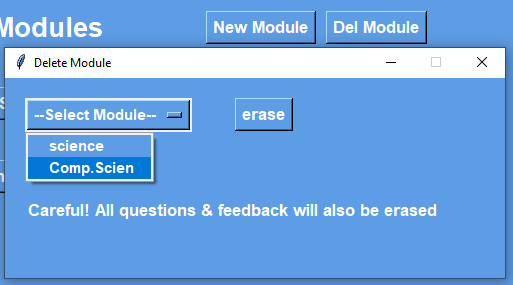 Modules
New Module
Del Module
Delete Module
--Select Module--
erase
science
Comp.Scien
Careful! All questions & feedback will also be erased